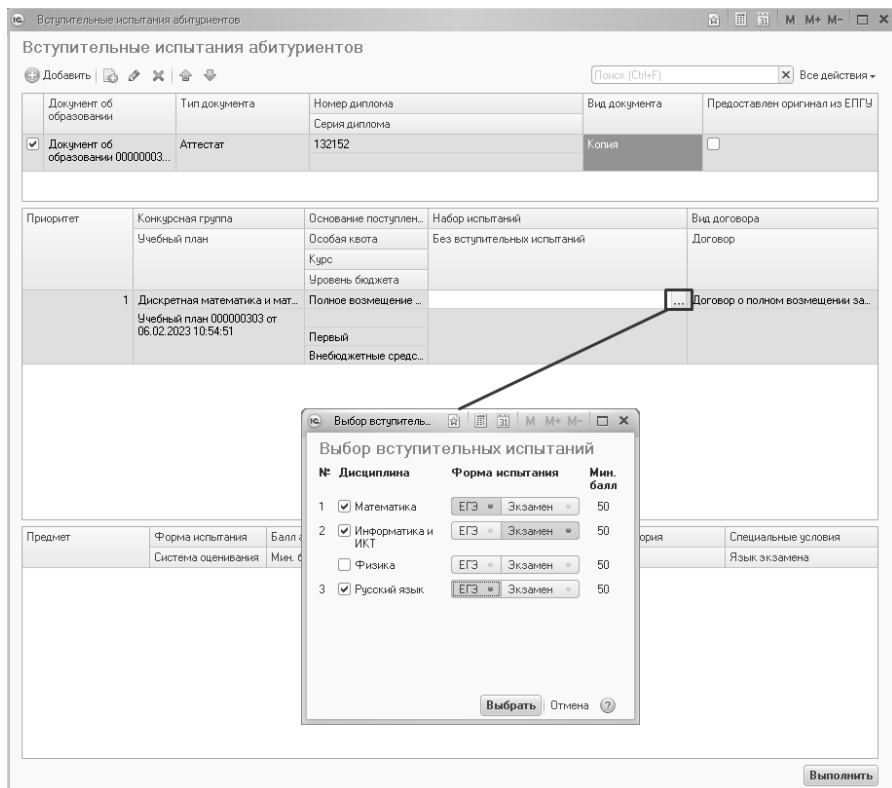 Вступительные испытания абитуриентов
M M+ M-
Вступительные испытания абитуриентов
Добавить
Поиск (Ctrl+F)
Все действия
Документ об образовании
Тип документа
Номер диплома
Серия диплома
Вид документа
Предоставлен оригинал из ЕПГУ
Документ об образовании 00000003...
Аттестат
132152
Копия
Приоритет
Конкурсная группа
Учебный план
Основание поступлен...
Особая квота
Курс
Уровень бюджета
Набор испытаний
Без вступительных испытаний
Вид договора
Договор
1
Дискретная математика и мат...
Учебный план 000000303 от
06.02.2023 10:54:51
Полное возмещение ...
Первый
Внебюджетные средс...
...
Договор о полном возмещении за...
Выбор вступитель...
31
M M+ M-
Выбор вступительных испытаний
№ Дисциплина Форма испытания Мин. балл
1 Математика ЕГЭ Экзамен 50
2 Информатика и ИКТ ЕГЭ Экзамен 50
Физика ЕГЭ Экзамен 50
3 Русский язык ЕГЭ Экзамен 50
Выбрать Отмена ?
Предмет
Форма испытания
Система оценивания
Балл
Мин.
Специальные условия
Язык экзамена
Выполнить